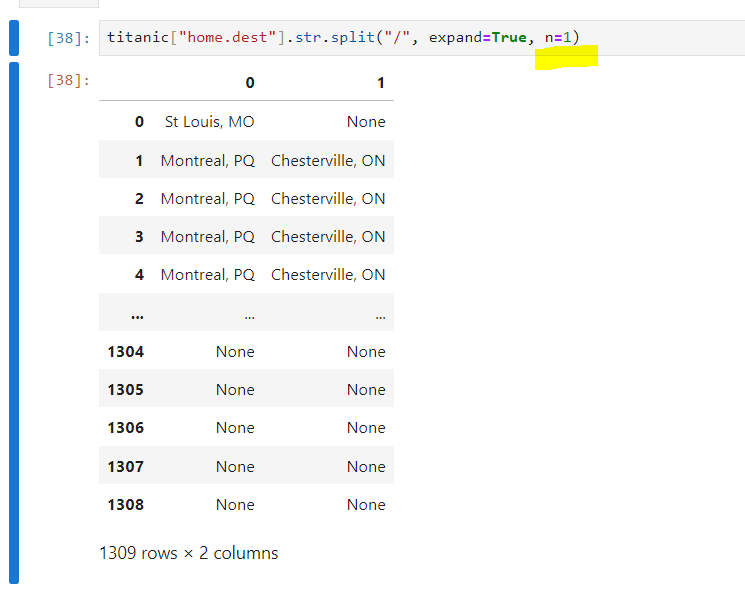 [38]: titanic["home.dest"].str.split("/", expand=True, n=1)
[38]:
0 1
0 St Louis, MO None
1 Montreal, PQ Chesterville, ON
2 Montreal, PQ Chesterville, ON
3 Montreal, PQ Chesterville, ON
4 Montreal, PQ Chesterville, ON
... ... ...
1304 None None
1305 None None
1306 None None
1307 None None
1308 None None
1309 rows × 2 columns